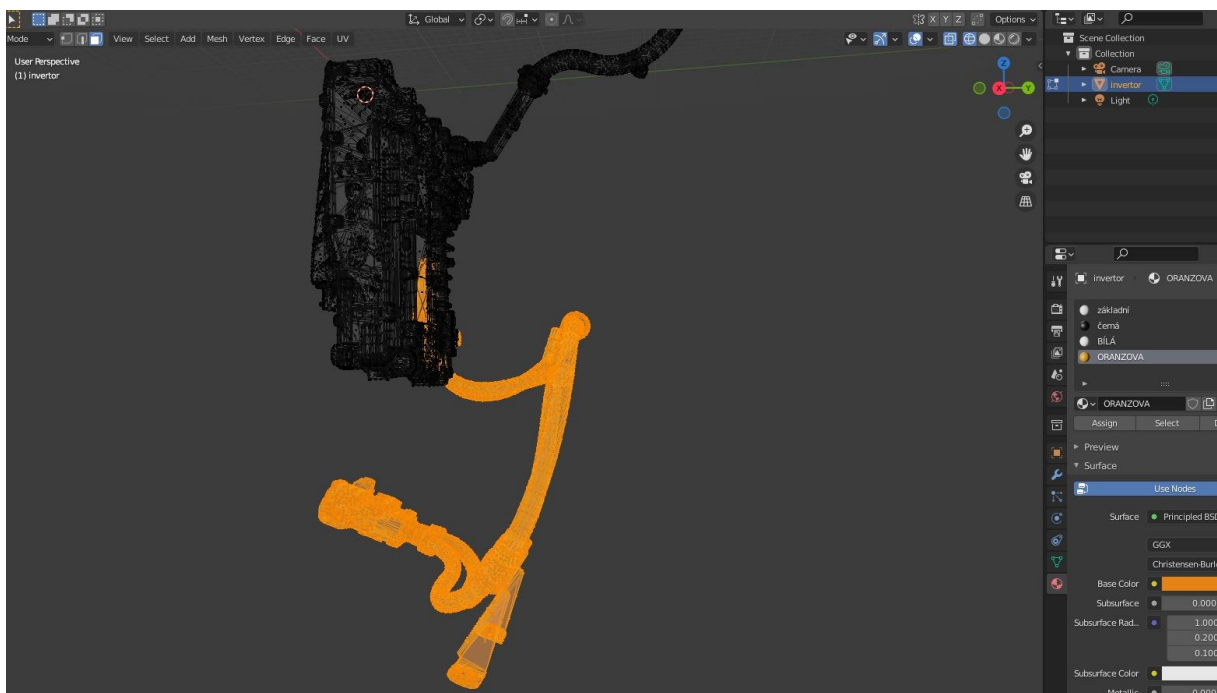 Global
X Y Z
Options
Mode
View Select Add Mesh Vertex Edge Face UV
User Perspective
(1) invertor
Z
X
Y
Scene Collection
Collection
Camera
invertor
Light
invertor
ORANZOVA
základní
černá
BÍLÁ
ORANZOVA
ORANZOVA
Assign
Select
Preview
Surface
Use Nodes
Surface
Principled BSD
GGX
Christensen-Burle
Base Color
Subsurface
0.000
Subsurface Rad..
1.000
0.200
0.100
Subsurface Color
Metallic
0.000